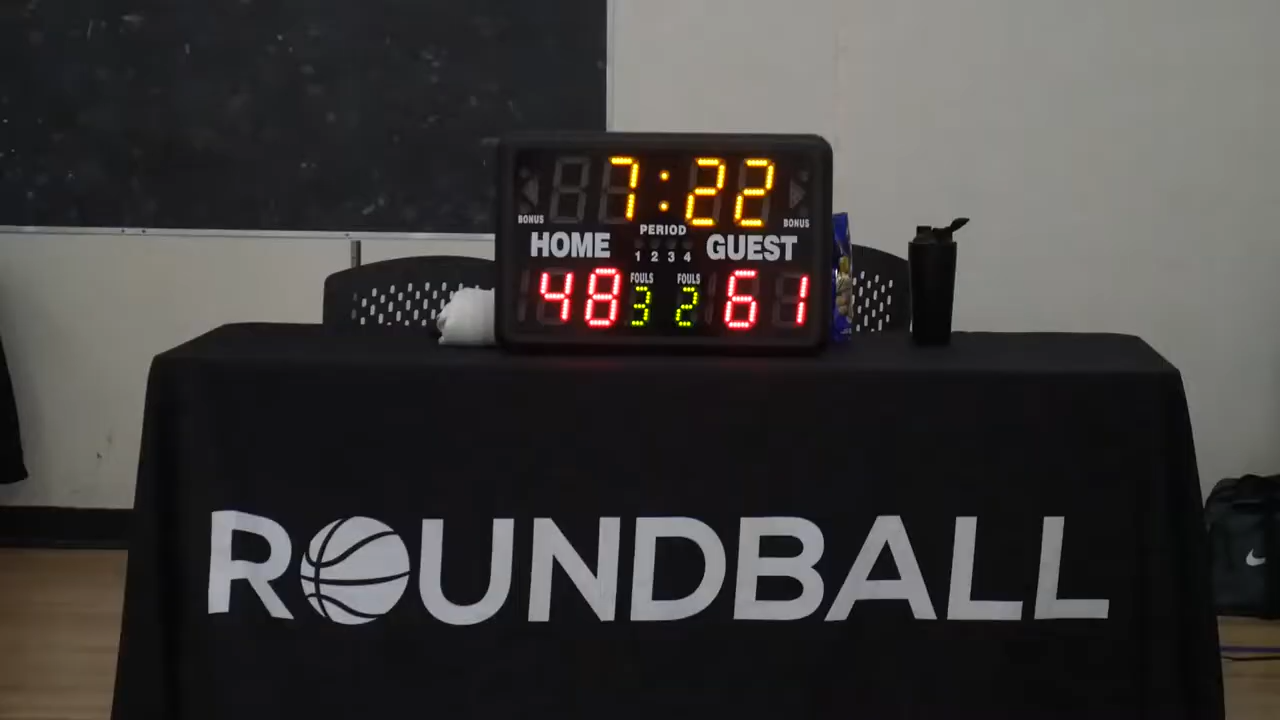 7:22
BONUS PERIOD BONUS
HOME 1 2 3 4 GUEST
FOULS FOULS
48 3 2 61
ROUNDBALL